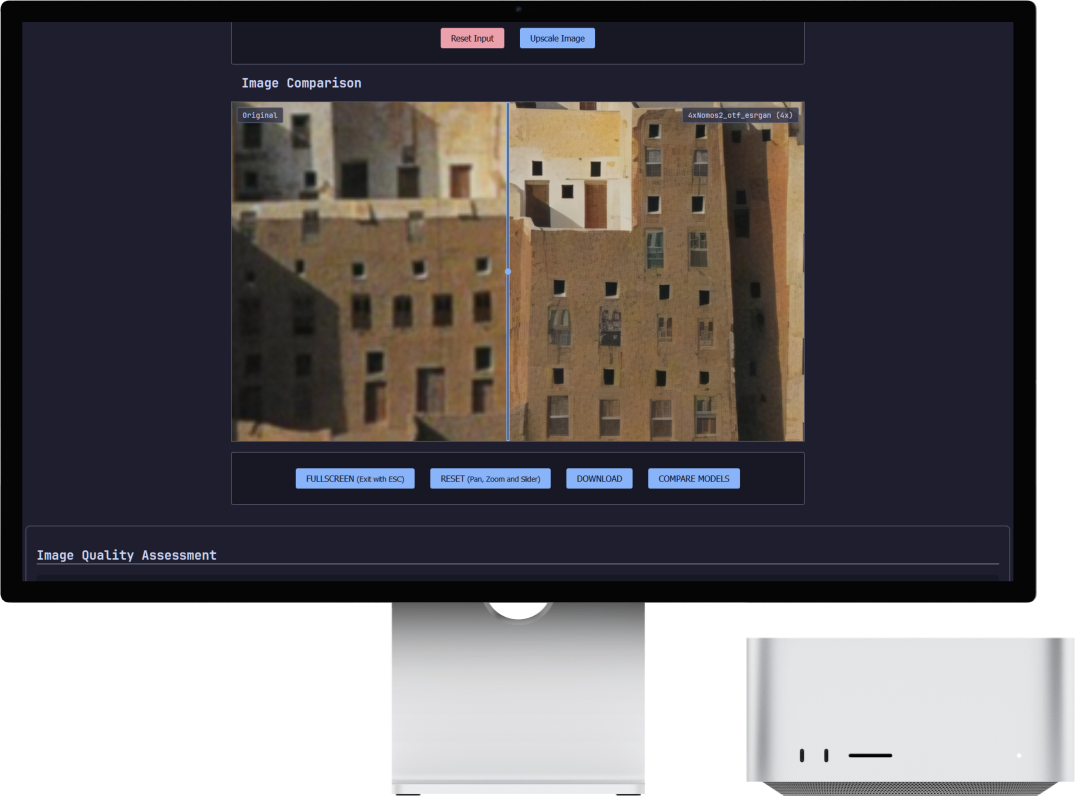 Reset Input
Upscale Image
Image Comparison
Original
4xNomos2_otf_esrgan (4x)
FULLSCREEN (Exit with ESC)
RESET (Pan, Zoom and Slider)
DOWNLOAD
COMPARE MODELS
Image Quality Assessment